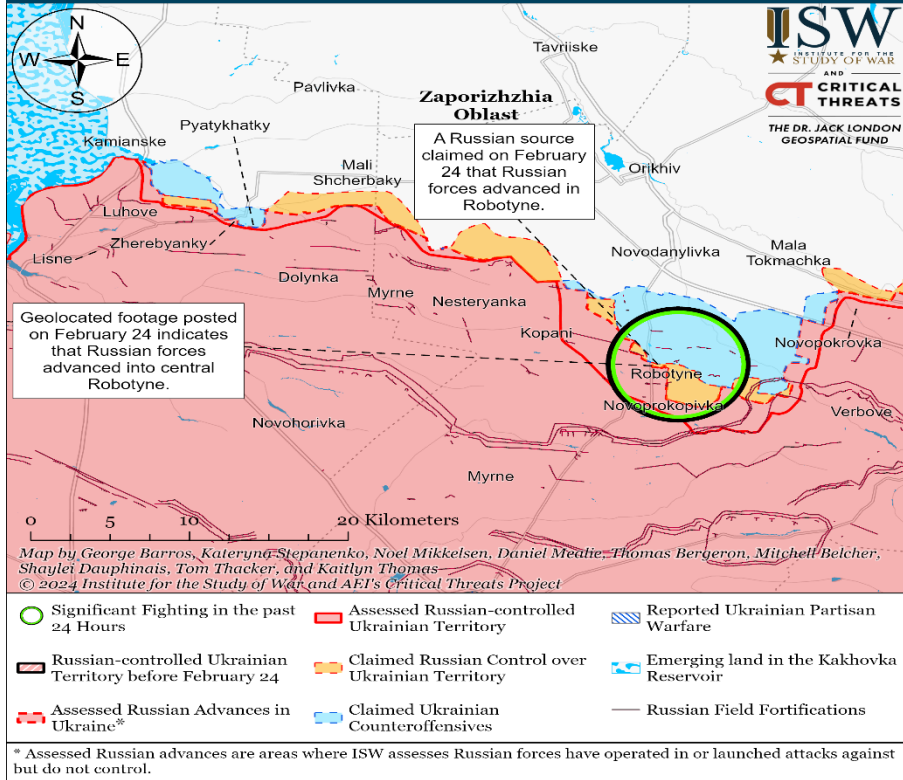 N
W
E
S
ISW
INSTITUTE FOR THE
STUDY OF WAR
AND
CT CRITICAL
THREATS
THE DR. JACK LONDON
GEOSPATIAL FUND
Tavriiske
Pavlivka
Zaporizhzhia
Oblast
Pyatykhatky
Kamianske
A Russian source
claimed on February
24 that Russian
forces advanced in
Robotyne.
Mali
Shcherbaky
Orikhiv
Luhove
Zherebyanky
Lisne
Novodanylivka
Mala
Tokmachka
Dolynka
Myrne
Nesteryanka
Geolocated footage posted
on February 24 indicates
that Russian forces
advanced into central
Robotyne.
Kopani
Novopokrovka
Robotyne
Novoprokopivka
Verbove
Novohorivka
Myrne
0 5 10 20 Kilometers
Map by George Barros, Kateryna Stepanenko, Noel Mikkelsen, Daniel Mealie, Thomas Bergeron, Mitchell Belcher,
Shaylei Dauphinais, Tom Thacker, and Kaitlyn Thomas
© 2024 Institute for the Study of War and AEI's Critical Threats Project
Significant Fighting in the past
24 Hours
Assessed Russian-controlled
Ukrainian Territory
Reported Ukrainian Partisan
Warfare
Russian-controlled Ukrainian
Territory before February 24
Claimed Russian Control over
Ukrainian Territory
Emerging land in the Kakhovka
Reservoir
Assessed Russian Advances in
Ukraine*
Claimed Ukrainian
Counteroffensives
Russian Field Fortifications
* Assessed Russian advances are areas where ISW assesses Russian forces have operated in or launched attacks against
but do not control.